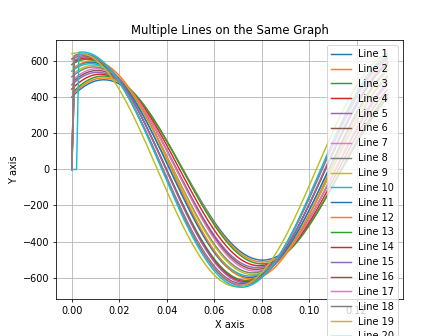 Multiple Lines on the Same Graph
600
400
200
0
−200
−400
−600
Y axis
0.00
0.02
0.04
0.06
0.08
0.10
X axis
Line 1
Line 2
Line 3
Line 4
Line 5
Line 6
Line 7
Line 8
Line 9
Line 10
Line 11
Line 12
Line 13
Line 14
Line 15
Line 16
Line 17
Line 18
Line 19
Line 20